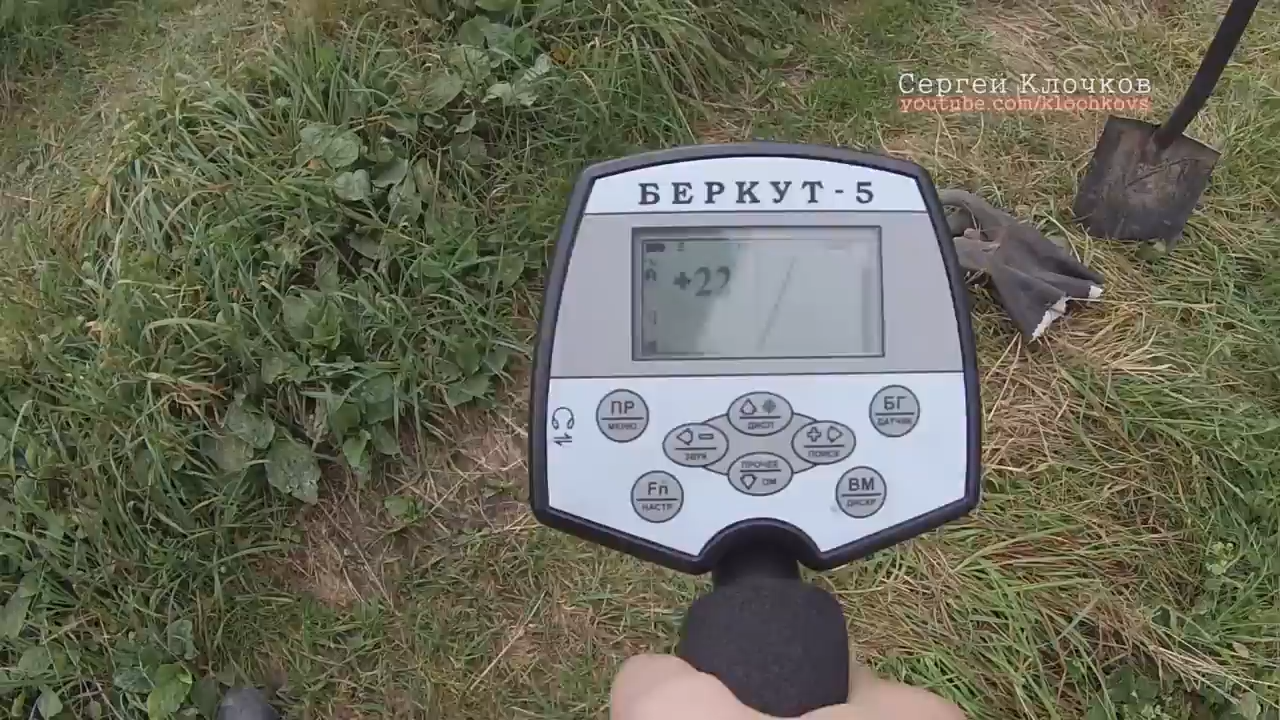 Сергей Клочков
youtube.com/klochkovs
БЕРКУТ-5
+22
ПР
МЕНЮ
ДИСП
БГ
ДАТЧИК
ЗВУК
ПОИСК
ПРОЧЕЕ
ОМ
Fn
НАСТР
ВМ
ДИСКР